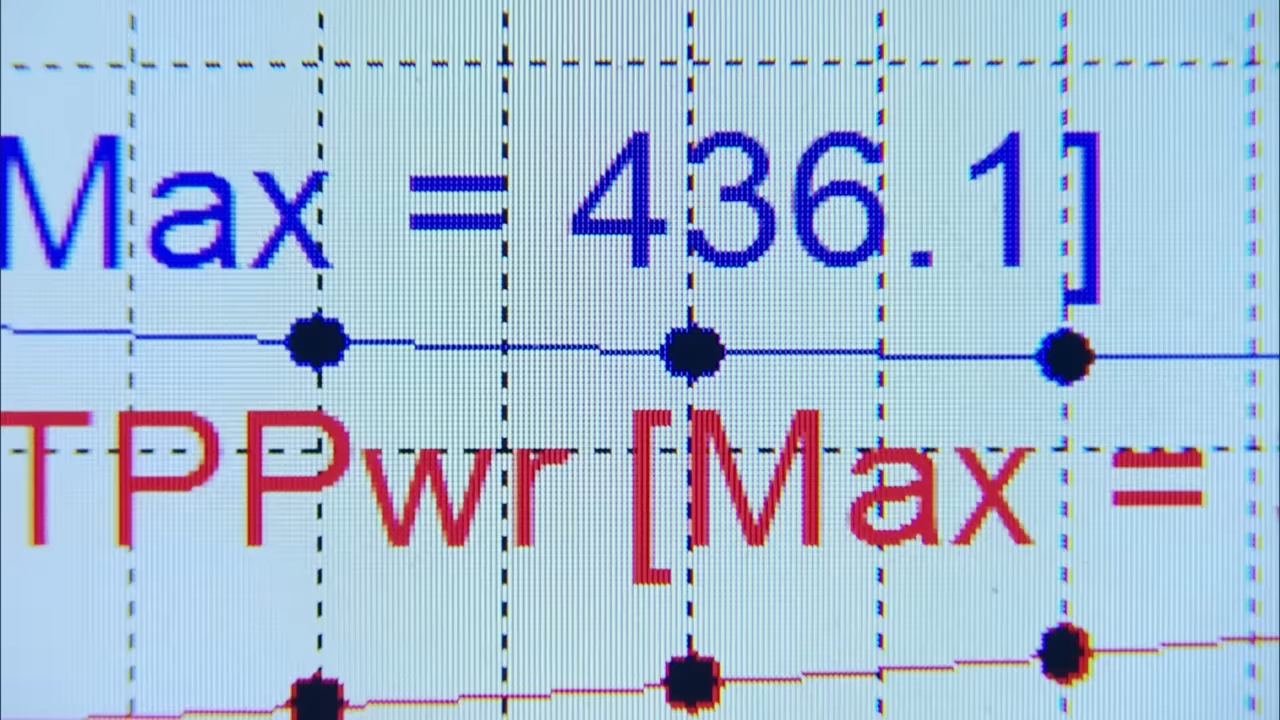 Max = 436.1]
TPPwr [Max =